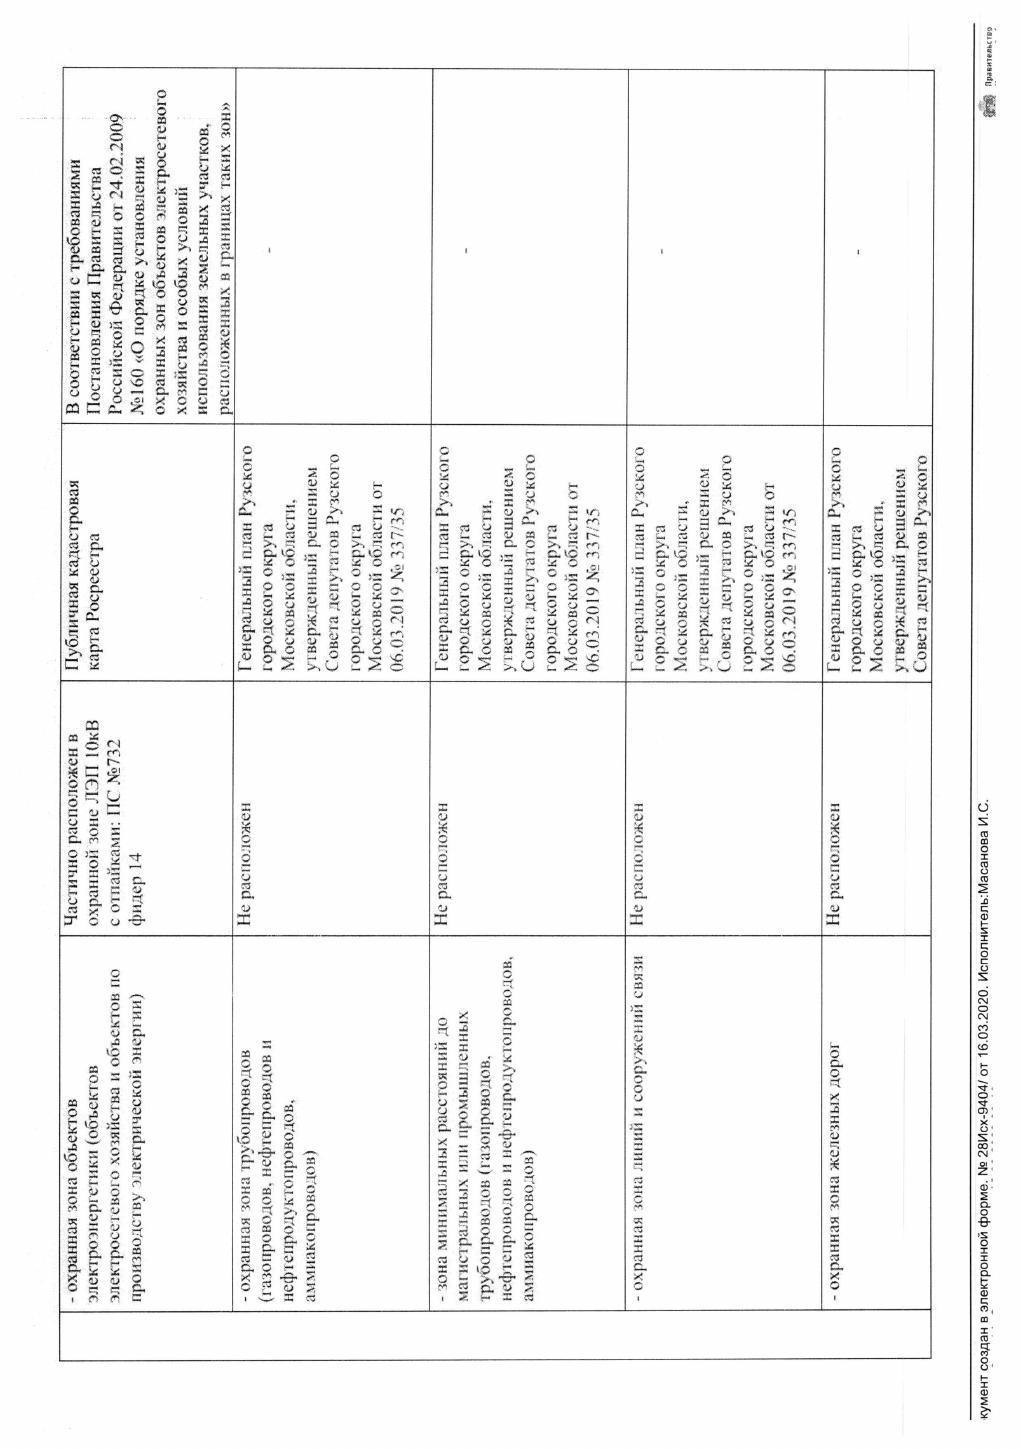 - охранная зона объектов
электроэнергетики (объектов
электросетевого хозяйства и объектов по
производству электрической энергии)
Частично расположен в
охранной зоне ЛЭП 10кВ
с отпайками: ПС №732
фидер 14
Публичная кадастровая
карта Росреестра
В соответствии с требованиями
Постановления Правительства
Российской Федерации от 24.02.2009
№160 «О порядке установления
охранных зон объектов электросетевого
хозяйства и особых условий
использования земельных участков,
расположенных в границах таких зон»
- охранная зона трубопроводов
(газопроводов, нефтепроводов и
нефтепродуктопроводов,
аммиакопроводов)
Не расположен
Генеральный план Рузского
городского округа
Московской области,
утвержденный решением
Совета депутатов Рузского
городского округа
Московской области от
06.03.2019 № 337/35
-
- зона минимальных расстояний до
магистральных или промышленных
трубопроводов (газопроводов,
нефтепроводов и нефтепродуктопроводов,
аммиакопроводов)
Не расположен
Генеральный план Рузского
городского округа
Московской области,
утвержденный решением
Совета депутатов Рузского
городского округа
Московской области от
06.03.2019 № 337/35
-
- охранная зона линий и сооружений связи
Не расположен
Генеральный план Рузского
городского округа
Московской области,
утвержденный решением
Совета депутатов Рузского
городского округа
Московской области от
06.03.2019 № 337/35
-
- охранная зона железных дорог
Не расположен
Генеральный план Рузского
городского округа
Московской области,
утвержденный решением
Совета депутатов Рузского
-
кумент создан в электронной форме. № 28Исх-9404/ от 16.03.2020. Исполнитель:Масанова И.С.
Правительство